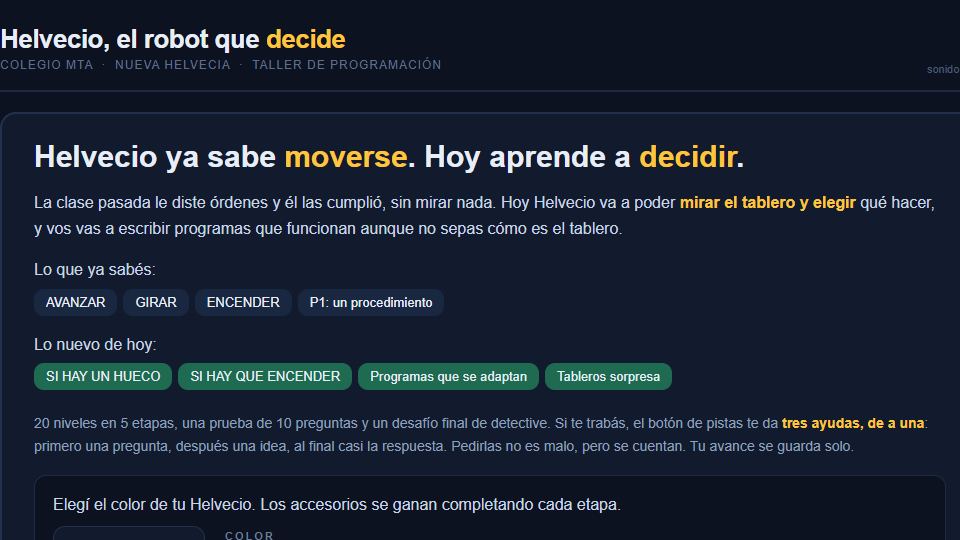 Helvecio, el robot que decide
COLEGIO MTA · NUEVA HELVECIA · TALLER DE PROGRAMACIÓN
sonido
Helvecio ya sabe moverse. Hoy aprende a decidir.
La clase pasada le diste órdenes y él las cumplió, sin mirar nada. Hoy Helvecio va a poder mirar el tablero y elegir qué hacer,
y vos vas a escribir programas que funcionan aunque no sepas cómo es el tablero.
Lo que ya sabés:
AVANZAR GIRAR ENCENDER P1: un procedimiento
Lo nuevo de hoy:
SI HAY UN HUECO SI HAY QUE ENCENDER Programas que se adaptan Tableros sorpresa
20 niveles en 5 etapas, una prueba de 10 preguntas y un desafío final de detective. Si te trabás, el botón de pistas te da tres ayudas, de a una:
primero una pregunta, después una idea, al final casi la respuesta. Pedirlas no es malo, pero se cuentan. Tu avance se guarda solo.
Elegí el color de tu Helvecio. Los accesorios se ganan completando cada etapa.
COLOR